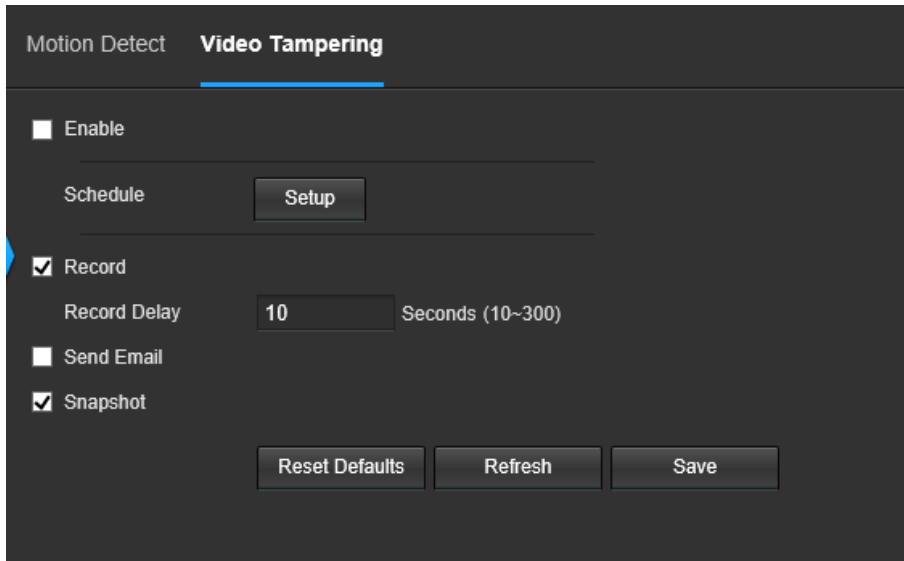 Motion Detect Video Tampering
Enable
Schedule Setup
Record
Record Delay 10 Seconds (10~300)
Send Email
Snapshot
Reset Defaults Refresh Save